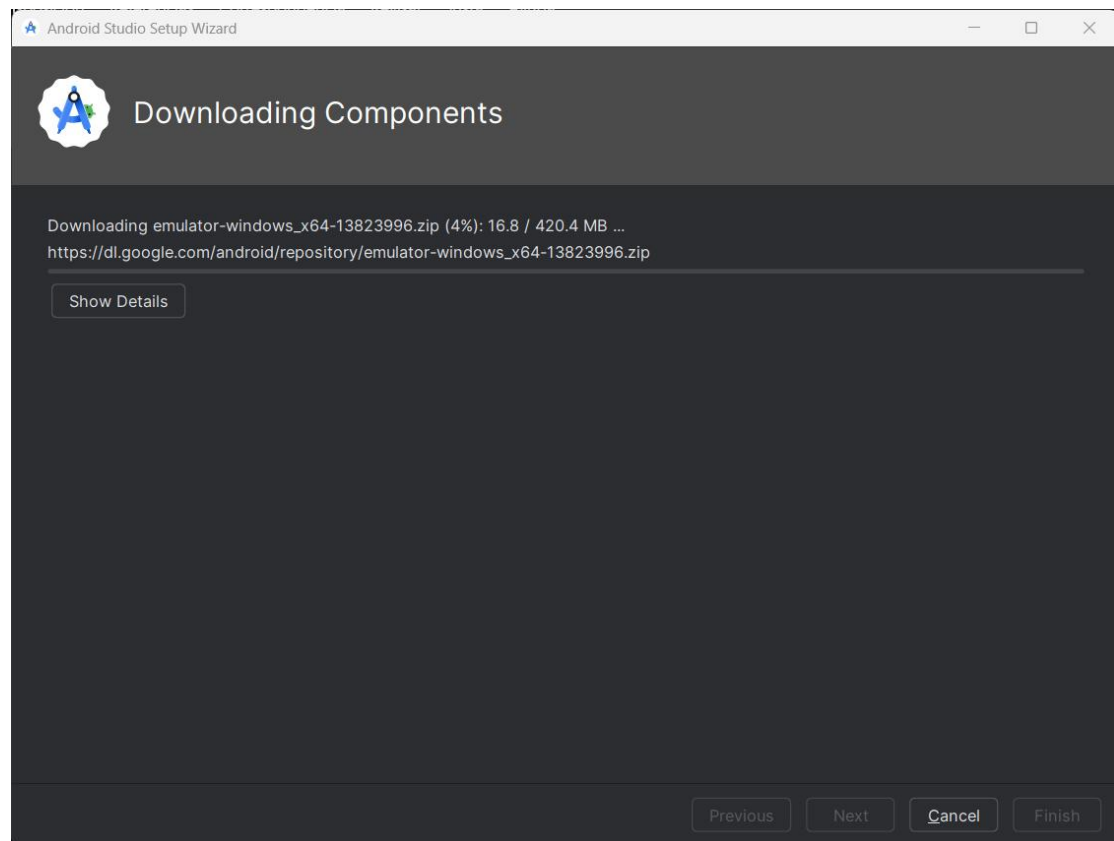 Android Studio Setup Wizard
Downloading Components
Downloading emulator-windows_x64-13823996.zip (4%): 16.8 / 420.4 MB ...
https://dl.google.com/android/repository/emulator-windows_x64-13823996.zip
Show Details
Previous Next Cancel Finish